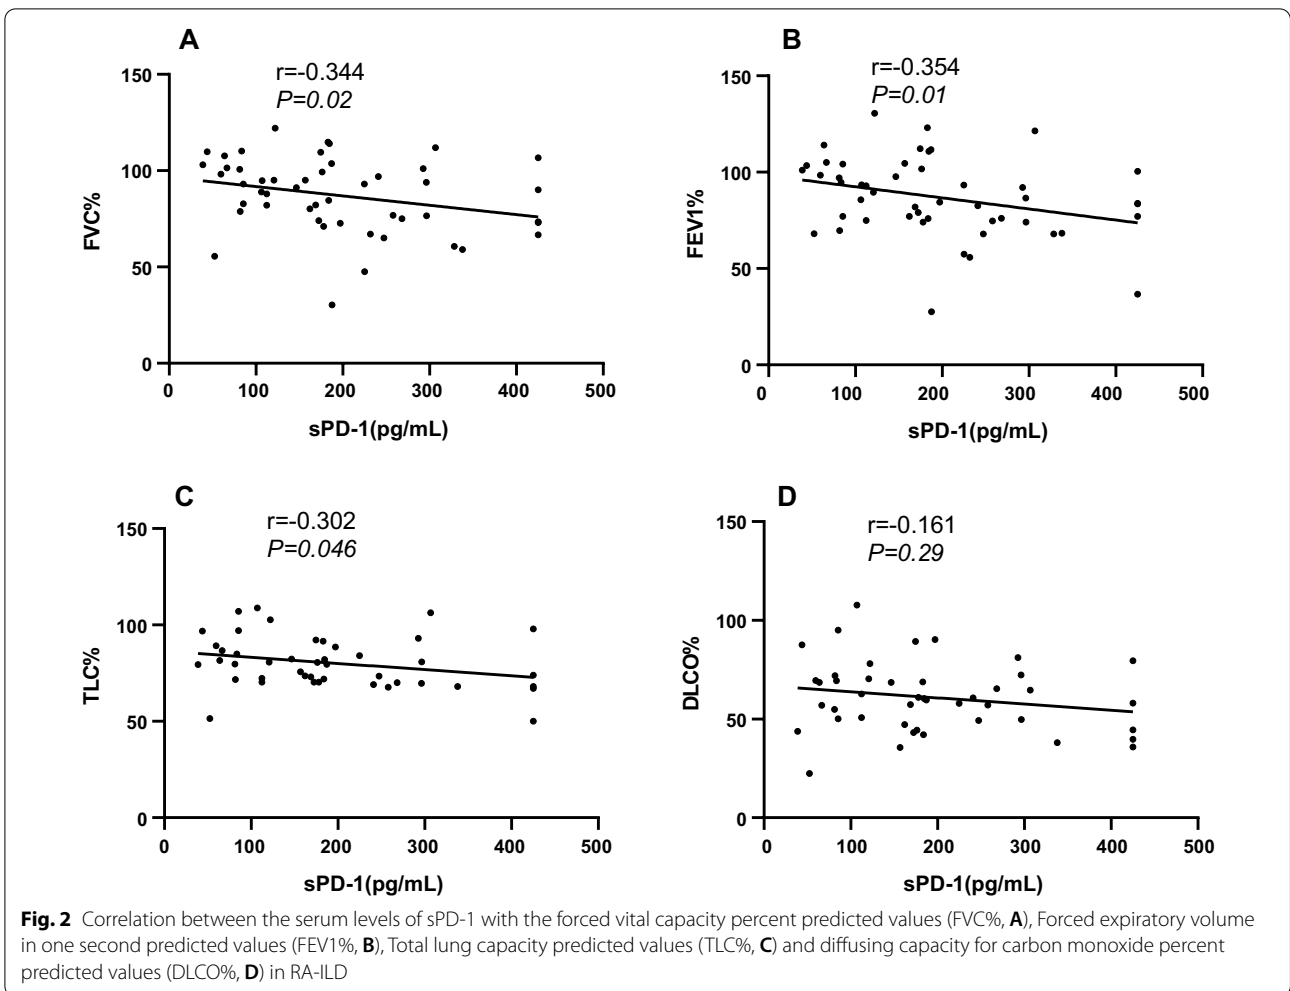 A
r=-0.344
P=0.02
150
100
50
0
FVC%
0 100 200 300 400 500
sPD-1(pg/mL)
B
r=-0.354
P=0.01
150
100
50
0
FEV1%
0 100 200 300 400 500
sPD-1(pg/mL)
C
r=-0.302
P=0.046
150
100
50
0
TLC%
0 100 200 300 400 500
sPD-1(pg/mL)
D
r=-0.161
P=0.29
150
100
50
0
DLCO%
0 100 200 300 400 500
sPD-1(pg/mL)
Fig. 2 Correlation between the serum levels of sPD-1 with the forced vital capacity percent predicted values (FVC%, A), Forced expiratory volume
in one second predicted values (FEV1%, B), Total lung capacity predicted values (TLC%, C) and diffusing capacity for carbon monoxide percent
predicted values (DLCO%, D) in RA-ILD